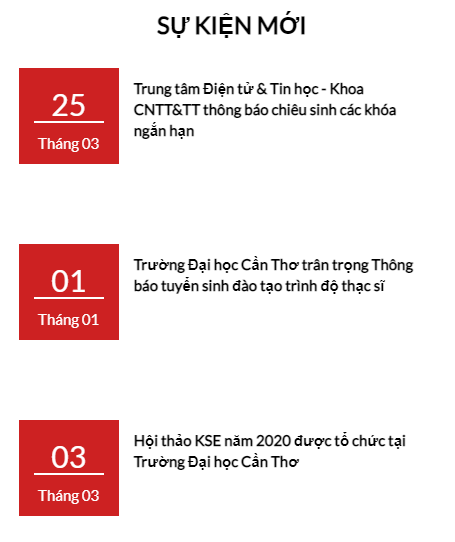 SỰ KIỆN MỚI
25
Tháng 03
Trung tâm Điện tử & Tin học - Khoa
CNTT&TT thông báo chiêu sinh các khóa
ngắn hạn
01
Tháng 01
Trường Đại học Cần Thơ trân trọng Thông
báo tuyển sinh đào tạo trình độ thạc sĩ
03
Tháng 03
Hội thảo KSE năm 2020 được tổ chức tại
Trường Đại học Cần Thơ